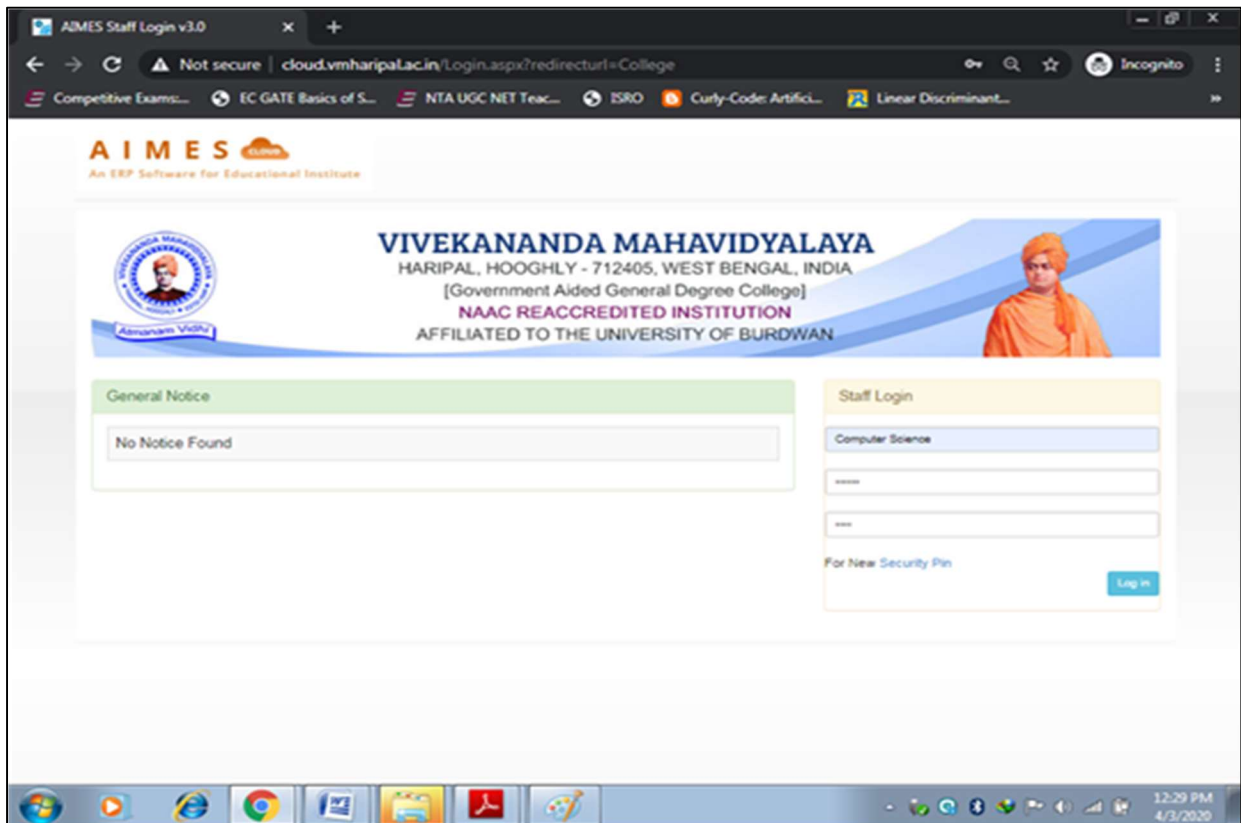 AIMES Staff Login v3.0
Not secure | cloud.vmharipal.ac.in/Login.aspx?redirecturl=College
Incognito
Competitive Exams:... EC GATE Basics of S... NTA UGC NET Teac... ISRO Curly-Code: Artifici... Linear Discriminant...
AIMES CLOUD
An ERP Software for Educational Institute
VIVEKANANDA MAHAVIDYALAYA
HARIPAL, HOOGHLY - 712405, WEST BENGAL, INDIA
[Government Aided General Degree College]
NAAC REACCREDITED INSTITUTION
AFFILIATED TO THE UNIVERSITY OF BURDWAN
Atmanam Viddhi
General Notice
No Notice Found
Staff Login
Computer Science
For New Security Pin
Log in
12:29 PM
4/3/2020